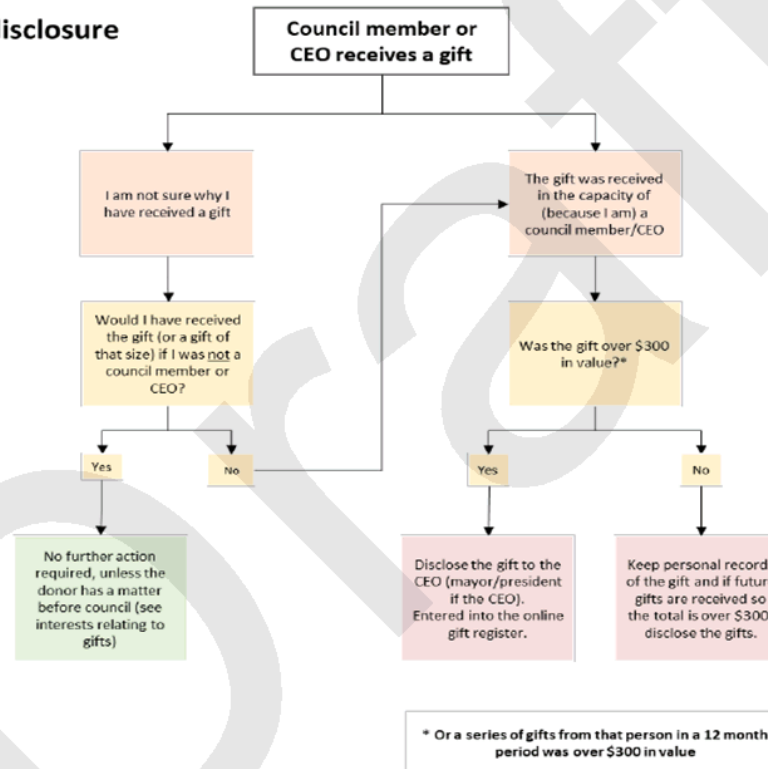 isclosure
Council member or
CEO receives a gift
I am not sure why I
have received a gift
The gift was received
in the capacity of
(because I am) a
council member/CEO
Would I have received
the gift (or a gift of
that size) if I was not a
council member or
CEO?
Was the gift over $300
in value?*
Yes
No
Yes
No
No further action
required, unless the
donor has a matter
before council (see
interests relating to
gifts)
Disclose the gift to the
CEO (mayor/president
if the CEO).
Entered into the online
gift register.
Keep personal record
of the gift and if futur
gifts are received so
the total is over $300
disclose the gifts.
* Or a series of gifts from that person in a 12 month
period was over $300 in value